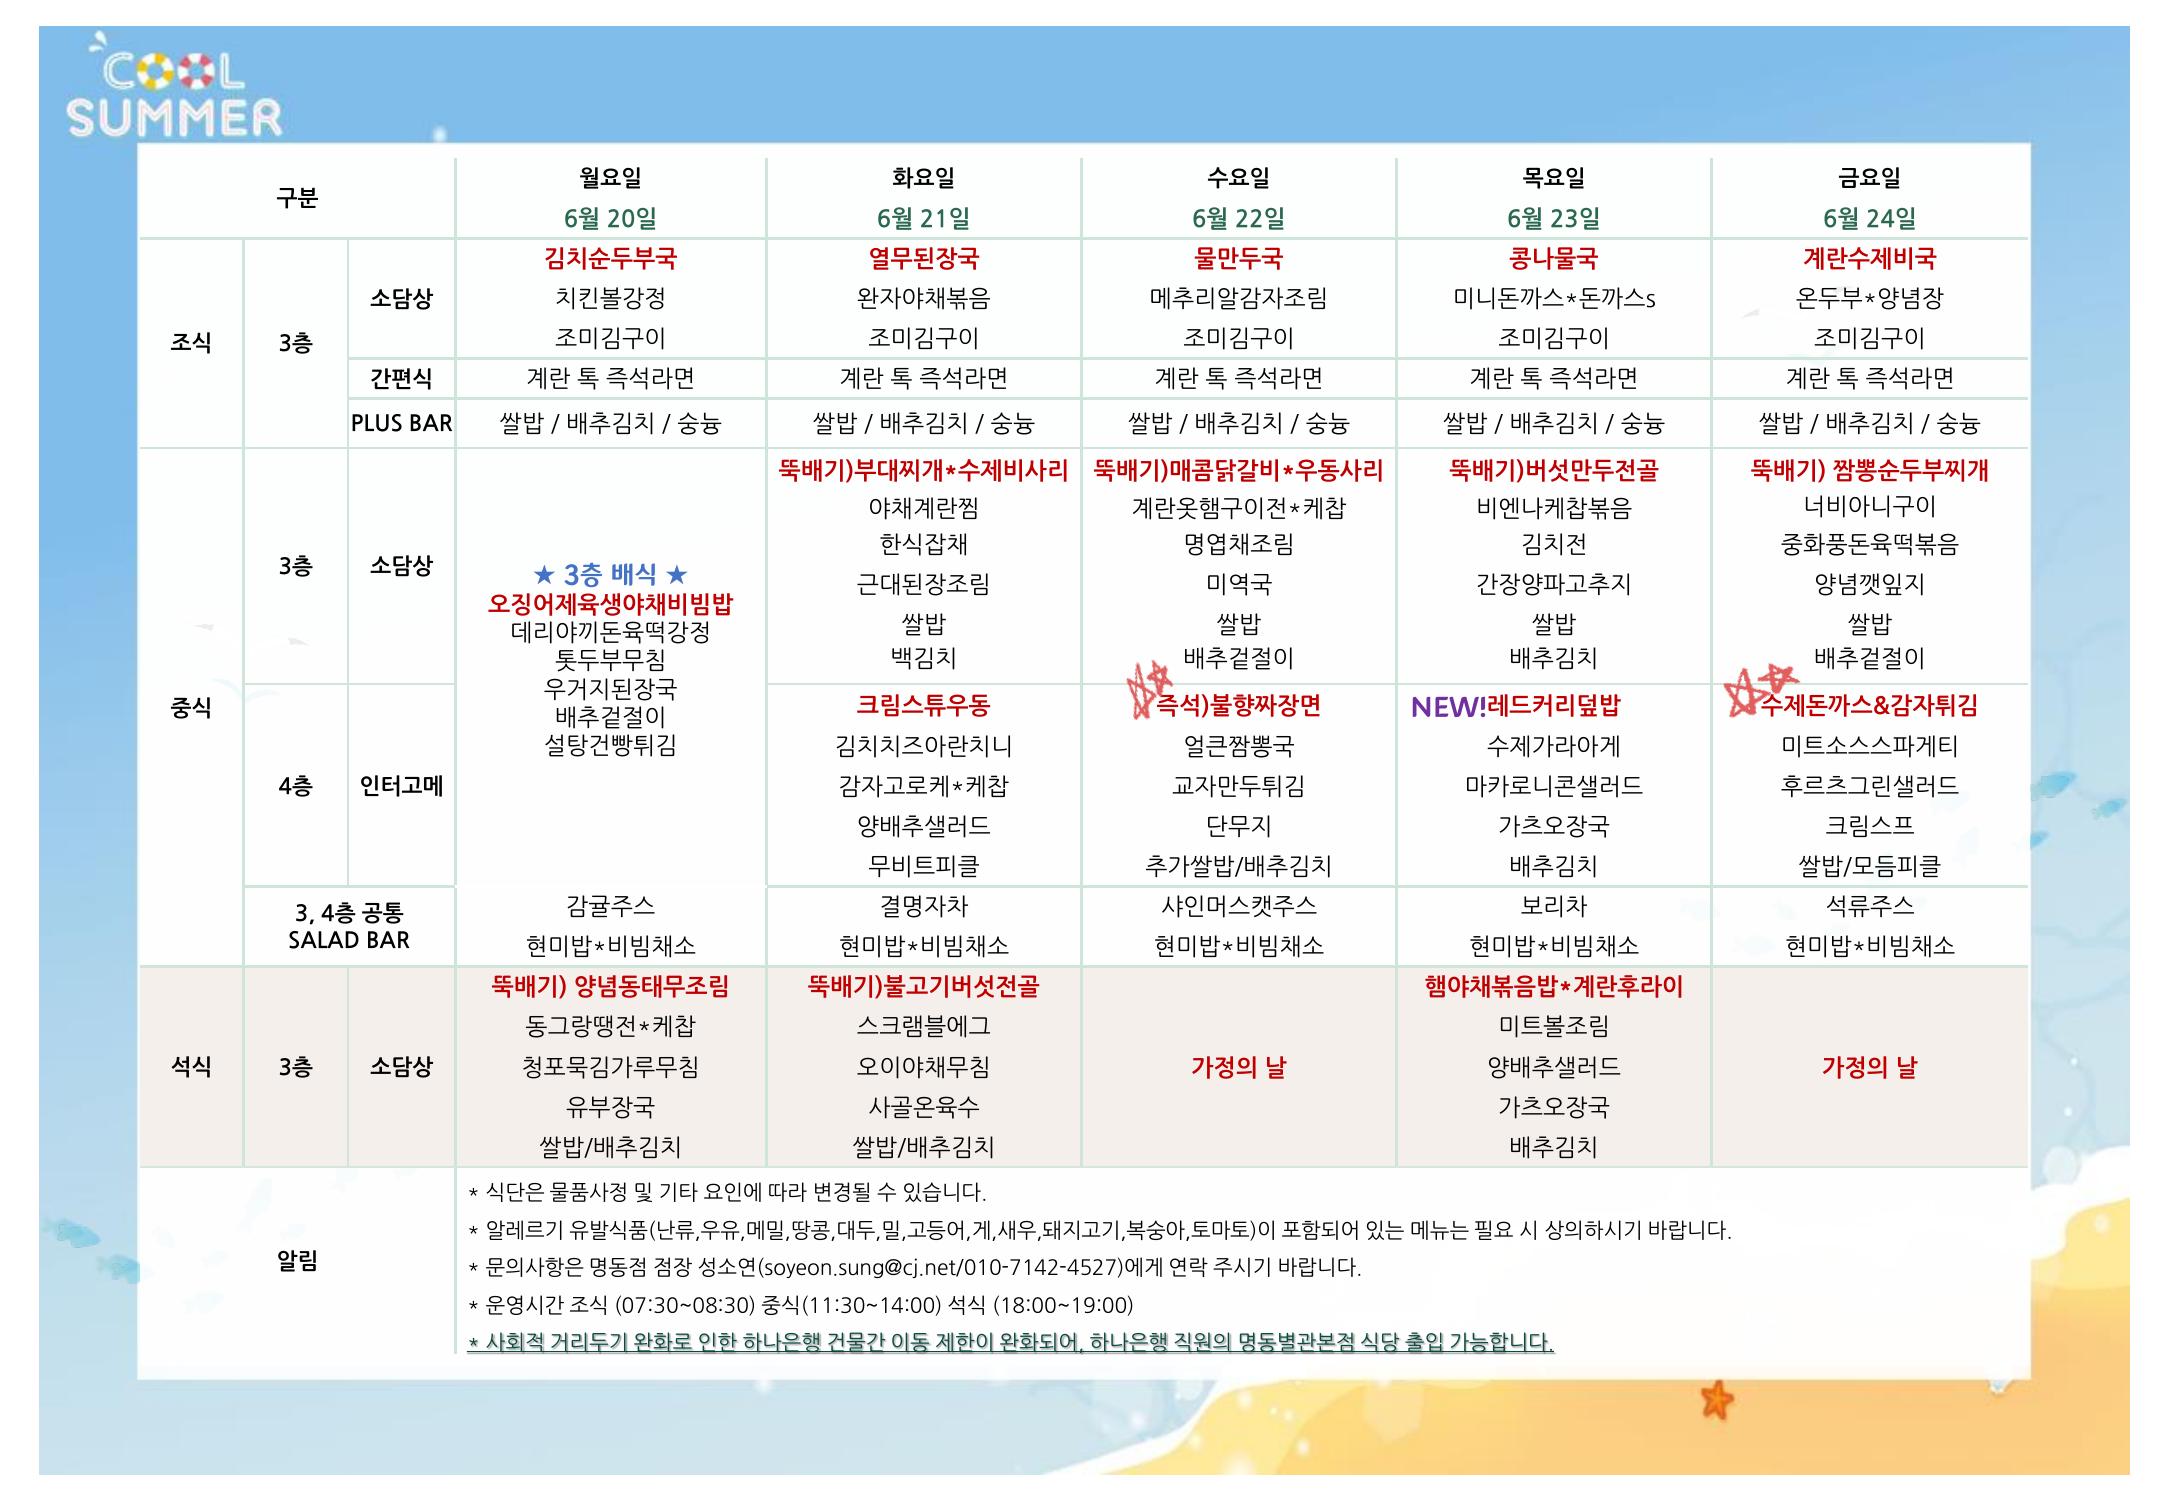 COOL
SUMMER
구분
월요일
화요일
수요일
목요일
금요일
6월 20일
6월 21일
6월 22일
6월 23일
6월 24일
조식
3층
소담상
김치순두부국
치킨볼강정
조미김구이
열무된장국
완자야채볶음
조미김구이
물만두국
메추리알감자조림
조미김구이
콩나물국
미니돈까스*돈까스s
조미김구이
계란수제비국
온두부*양념장
조미김구이
간편식
계란 톡 즉석라면
계란 톡 즉석라면
계란 톡 즉석라면
계란 톡 즉석라면
계란 톡 즉석라면
PLUS BAR
쌀밥 / 배추김치 / 숭늉
쌀밥 / 배추김치 / 숭늉
쌀밥 / 배추김치 / 숭늉
쌀밥 / 배추김치 / 숭늉
쌀밥 / 배추김치 / 숭늉
중식
3층
소담상
★ 3층 배식 ★
오징어제육생야채비빔밥
데리야끼돈육떡강정
톳두부무침
우거지된장국
배추겉절이
설탕건빵튀김
뚝배기)부대찌개*수제비사리
야채계란찜
한식잡채
근대된장조림
쌀밥
백김치
뚝배기)매콤닭갈비*우동사리
계란옷햄구이전*케찹
명엽채조림
미역국
쌀밥
배추겉절이
뚝배기)버섯만두전골
비엔나케찹볶음
김치전
간장양파고추지
쌀밥
배추김치
뚝배기) 짬뽕순두부찌개
너비아니구이
중화풍돈육떡볶음
양념깻잎지
쌀밥
배추겉절이
4층
인터고메
크림스튜우동
김치치즈아란치니
감자고로케*케찹
양배추샐러드
무비트피클
즉석)불향짜장면
얼큰짬뽕국
교자만두튀김
단무지
추가쌀밥/배추김치
NEW!레드커리덮밥
수제가라아게
마카로니콘샐러드
가츠오장국
배추김치
수제돈까스&감자튀김
미트소스스파게티
후르츠그린샐러드
크림스프
쌀밥/모듬피클
3, 4층 공통
SALAD BAR
감귤주스
현미밥*비빔채소
결명자차
현미밥*비빔채소
샤인머스캣주스
현미밥*비빔채소
보리차
현미밥*비빔채소
석류주스
현미밥*비빔채소
석식
3층
소담상
뚝배기) 양념동태무조림
동그랑땡전*케찹
청포묵김가루무침
유부장국
쌀밥/배추김치
뚝배기)불고기버섯전골
스크램블에그
오이야채무침
사골온육수
쌀밥/배추김치
가정의 날
햄야채볶음밥*계란후라이
미트볼조림
양배추샐러드
가츠오장국
배추김치
가정의 날
알림
* 식단은 물품사정 및 기타 요인에 따라 변경될 수 있습니다.
* 알레르기 유발식품(난류,우유,메밀,땅콩,대두,밀,고등어,게,새우,돼지고기,복숭아,토마토)이 포함되어 있는 메뉴는 필요 시 상의하시기 바랍니다.
* 문의사항은 명동점 점장 성소연(soyeon.sung@cj.net/010-7142-4527)에게 연락 주시기 바랍니다.
* 운영시간 조식 (07:30~08:30) 중식(11:30~14:00) 석식 (18:00~19:00)
* 사회적 거리두기 완화로 인한 하나은행 건물간 이동 제한이 완화되어, 하나은행 직원의 명동별관본점 식당 출입 가능합니다.